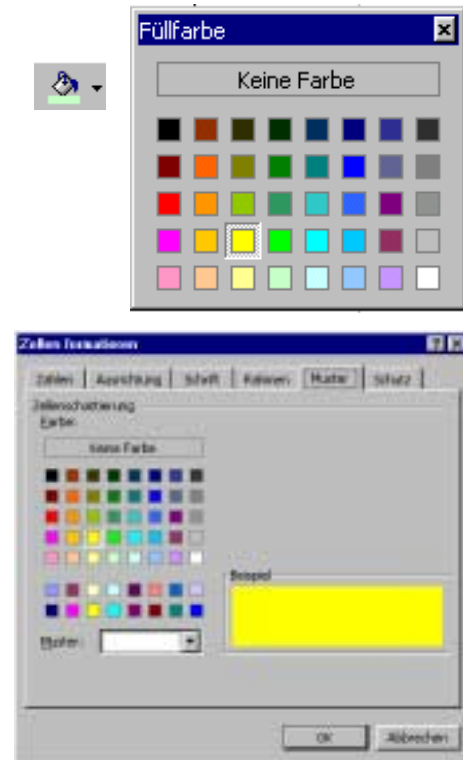 Füllfarbe
Keine Farbe
Zellen formatieren
Zahlen Ausrichtung Schrift Rahmen Muster Schutz
Zellenschattierung
Farbe:
Keine Farbe
Beispiel
Muster:
OK Abbrechen